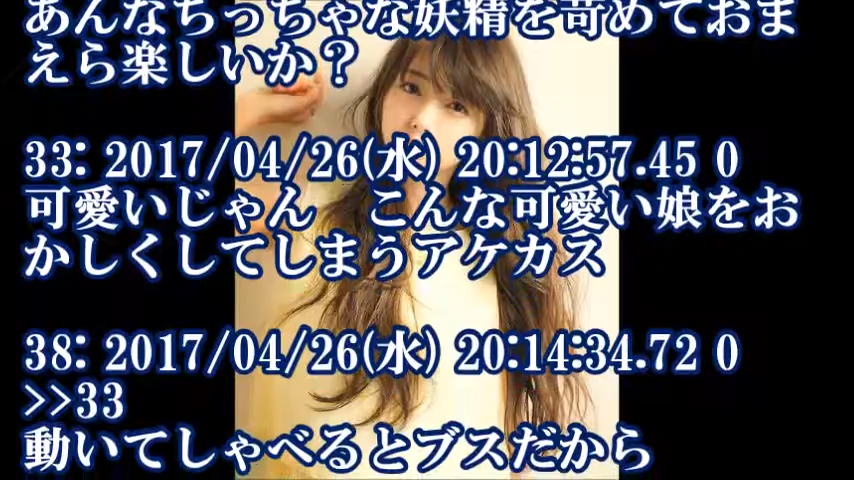 あんなちっちゃな妖精を苛めておま
えら楽しいか？
33: 2017/04/26(水) 20:12:57.45 0
可愛いじゃん　こんな可愛い娘をお
かしくしてしまうアケカス
38: 2017/04/26(水) 20:14:34.72 0
>>33
動いてしゃべるとブスだから